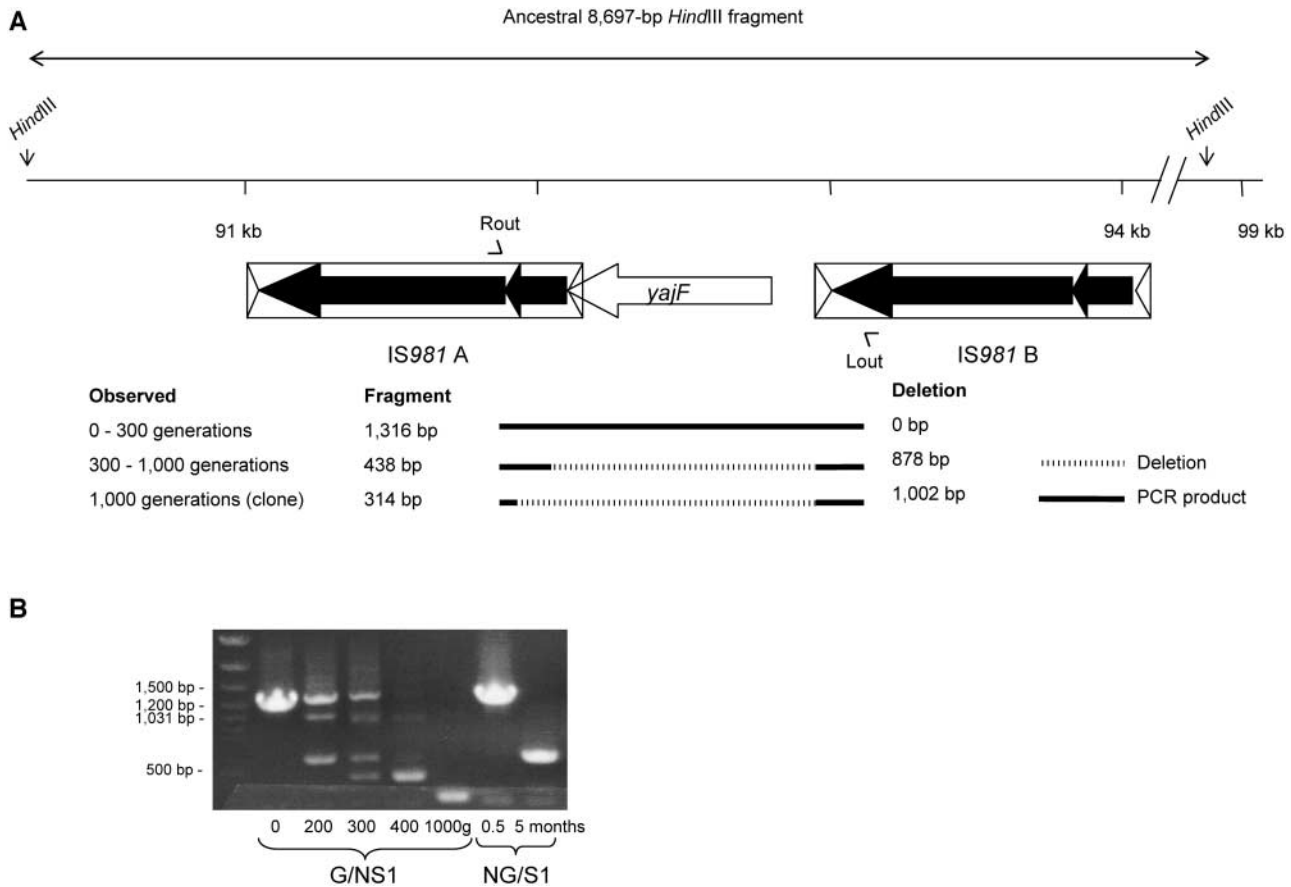 A
Ancestral 8,697-bp HindIII fragment
HindIII
HindIII
91 kb
94 kb
99 kb
Rout
yajF
Lout
IS981 A
IS981 B
Observed Fragment Deletion
0 - 300 generations 1,316 bp 0 bp
300 - 1,000 generations 438 bp 878 bp Deletion
1,000 generations (clone) 314 bp 1,002 bp PCR product
B
1,500 bp -
1,200 bp -
1,031 bp -
500 bp -
0 200 300 400 1000g 0.5 5 months
G/NS1 NG/S1